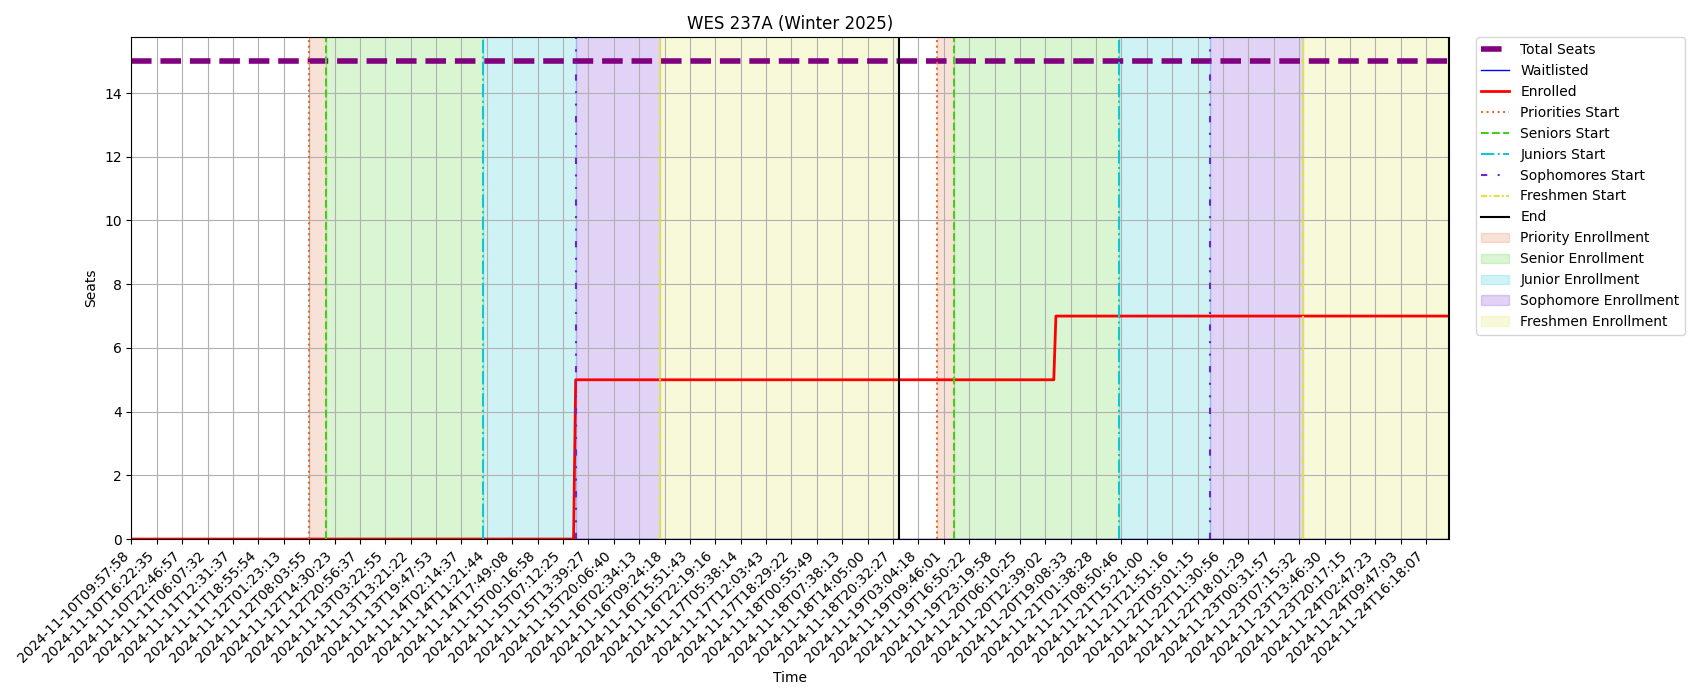 WES 237A (Winter 2025)
Seats
14
12
10
8
6
4
2
0
2024-11-10T09:57:58
2024-11-10T16:22:35
2024-11-10T22:46:57
2024-11-11T06:07:32
2024-11-11T12:31:37
2024-11-11T18:55:54
2024-11-12T01:23:13
2024-11-12T08:03:55
2024-11-12T14:30:23
2024-11-12T20:56:37
2024-11-13T03:22:55
2024-11-13T13:21:22
2024-11-13T19:47:53
2024-11-14T02:14:37
2024-11-14T11:21:44
2024-11-14T17:49:08
2024-11-15T00:16:58
2024-11-15T07:12:25
2024-11-15T13:39:27
2024-11-15T20:06:40
2024-11-16T02:34:13
2024-11-16T09:24:18
2024-11-16T15:51:43
2024-11-16T22:19:16
2024-11-17T05:38:14
2024-11-17T12:03:43
2024-11-17T18:29:22
2024-11-18T00:55:49
2024-11-18T07:38:13
2024-11-18T14:05:00
2024-11-18T20:32:27
2024-11-19T03:04:18
2024-11-19T09:46:01
2024-11-19T16:50:22
2024-11-19T23:19:58
2024-11-20T06:10:25
2024-11-20T12:39:02
2024-11-20T19:08:33
2024-11-21T01:38:28
2024-11-21T08:50:46
2024-11-21T15:21:00
2024-11-21T21:51:16
2024-11-22T05:01:15
2024-11-22T11:30:56
2024-11-22T18:01:29
2024-11-23T00:31:57
2024-11-23T07:15:32
2024-11-23T13:46:30
2024-11-23T20:17:15
2024-11-24T02:47:23
2024-11-24T09:47:03
2024-11-24T16:18:07
Time
Total Seats
Waitlisted
Enrolled
Priorities Start
Seniors Start
Juniors Start
Sophomores Start
Freshmen Start
End
Priority Enrollment
Senior Enrollment
Junior Enrollment
Sophomore Enrollment
Freshmen Enrollment